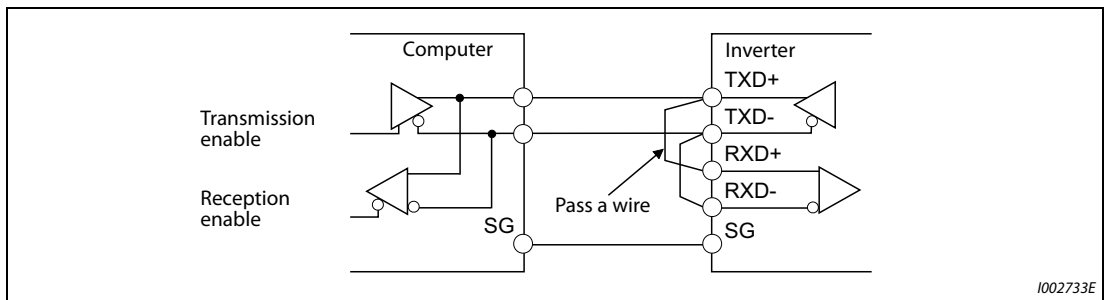 Computer
Inverter
TXD+
Transmission
enable
TXD-
RXD+
Reception
enable
Pass a wire
RXD-
SG
SG
I002733E